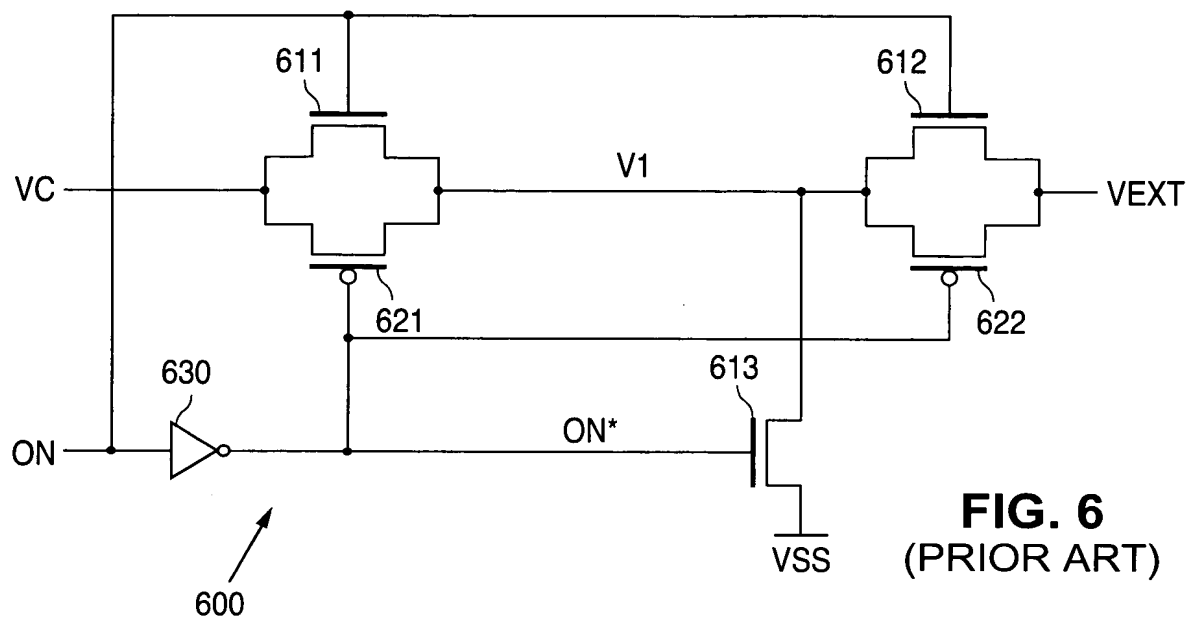 611
612
VC
V1
VEXT
621
622
630
613
ON
ON*
VSS
600
FIG. 6
(PRIOR ART)